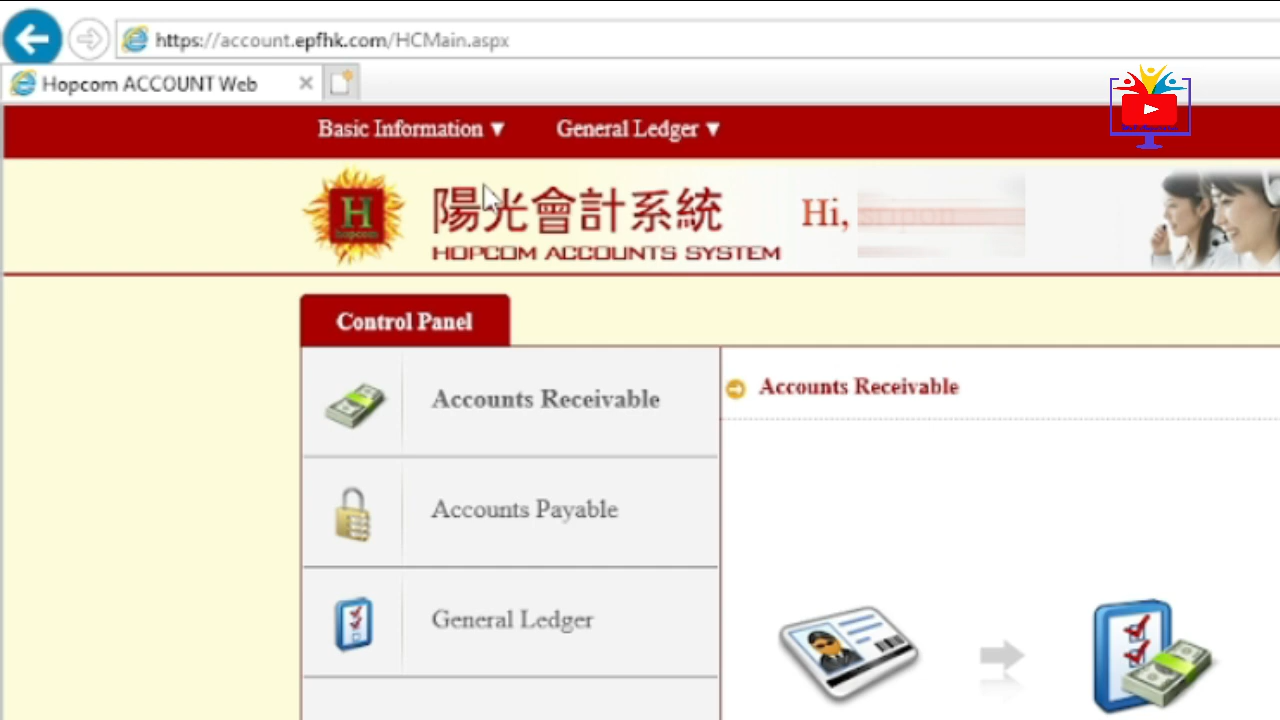 https://account.epfhk.com/HCMain.aspx
Hopcom ACCOUNT Web
Basic Information ▼ General Ledger ▼
H
hopcom
陽光會計系統
HOPCOM ACCOUNTS SYSTEM
Hi,
Control Panel
Accounts Receivable
Accounts Payable
General Ledger
Accounts Receivable